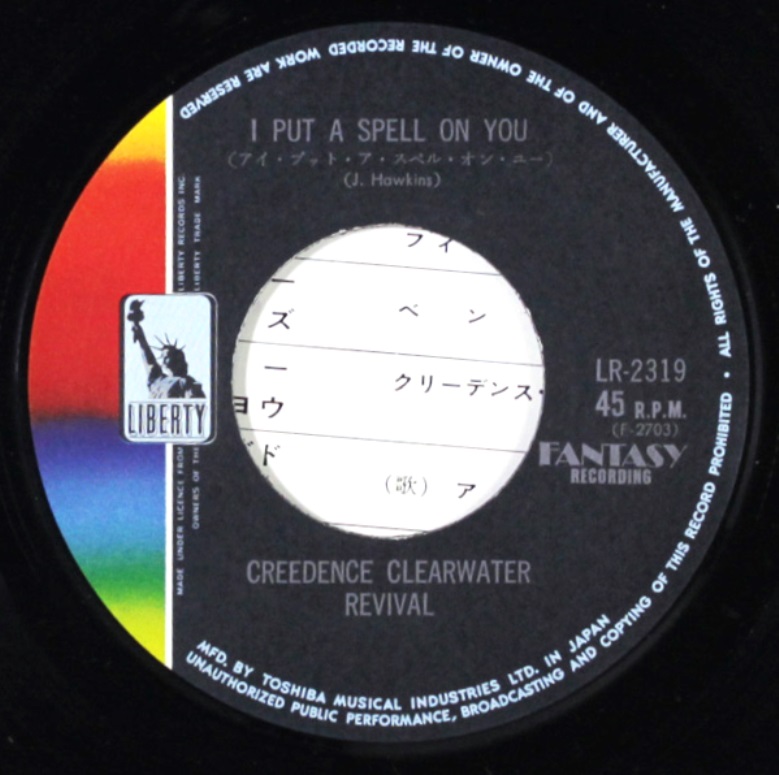 ALL RIGHTS OF THE MANUFACTURER AND OF THE OWNER OF THE RECORDED WORK ARE RESERVED
I PUT A SPELL ON YOU
(アイ・プット・ア・スペル・オン・ユー)
(J. Hawkins)
LIBERTY RECORDS INC.
LIBERTY TRADE MARK
MADE UNDER LICENCE FROM
OWNERS OF THE
LIBERTY
フィ
ー
ズ
ベン
ー
クリーデンス・
ョウ
ド
(歌) ア
LR-2319
45 R.P.M.
(F-2703)
FANTASY
RECORDING
CREEDENCE CLEARWATER
REVIVAL
MFD. BY TOSHIBA MUSICAL INDUSTRIES LTD. IN JAPAN
UNAUTHORIZED PUBLIC PERFORMANCE, BROADCASTING AND COPYING OF THIS RECORD PROHIBITED •